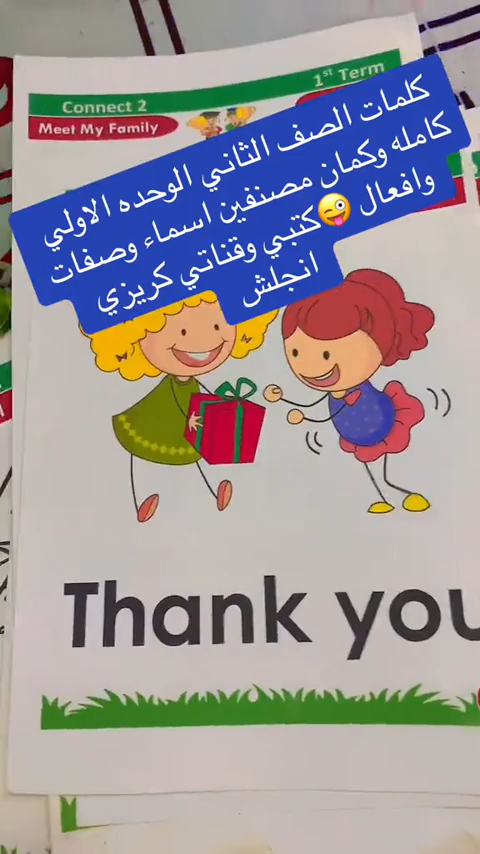 Connect 2
1st Term
Meet My Family
كلمات الصف الثاني الوحده الاولي
كامله وكمان مصنفين اسماء وصفات
وافعال 😜كتبي وقناتي كريزي
انجلش
Thank you